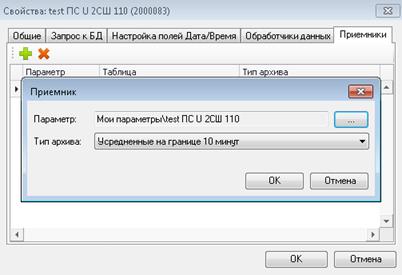 Свойства: test ПС U 2СШ 110 (2000083)
Общие Запрос к БД Настройка полей Дата/Время Обработчики данных Приемники
Параметр Таблица Тип архива
Приемник
Параметр: Мои параметры\test ПС U 2СШ 110 ...
Тип архива: Усредненные на границе 10 минут
OK Отмена
OK Отмена